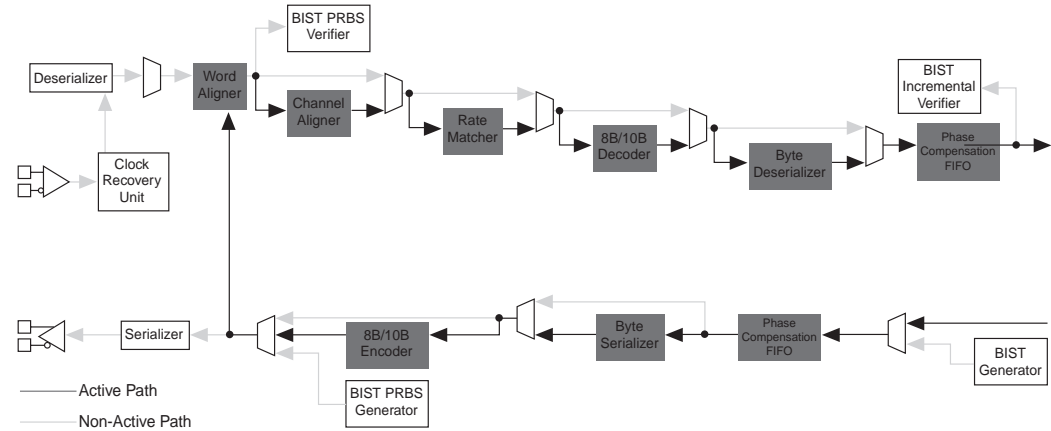 BIST PRBS
Verifier
Deserializer
Word
Aligner
BIST
Incremental
Verifier
Channel
Aligner
Rate
Matcher
8B/10B
Decoder
Byte
Deserializer
Phase
Compensation
FIFO
Clock
Recovery
Unit
Serializer
8B/10B
Encoder
Byte
Serializer
Phase
Compensation
FIFO
BIST
Generator
BIST PRBS
Generator
Active Path
Non-Active Path